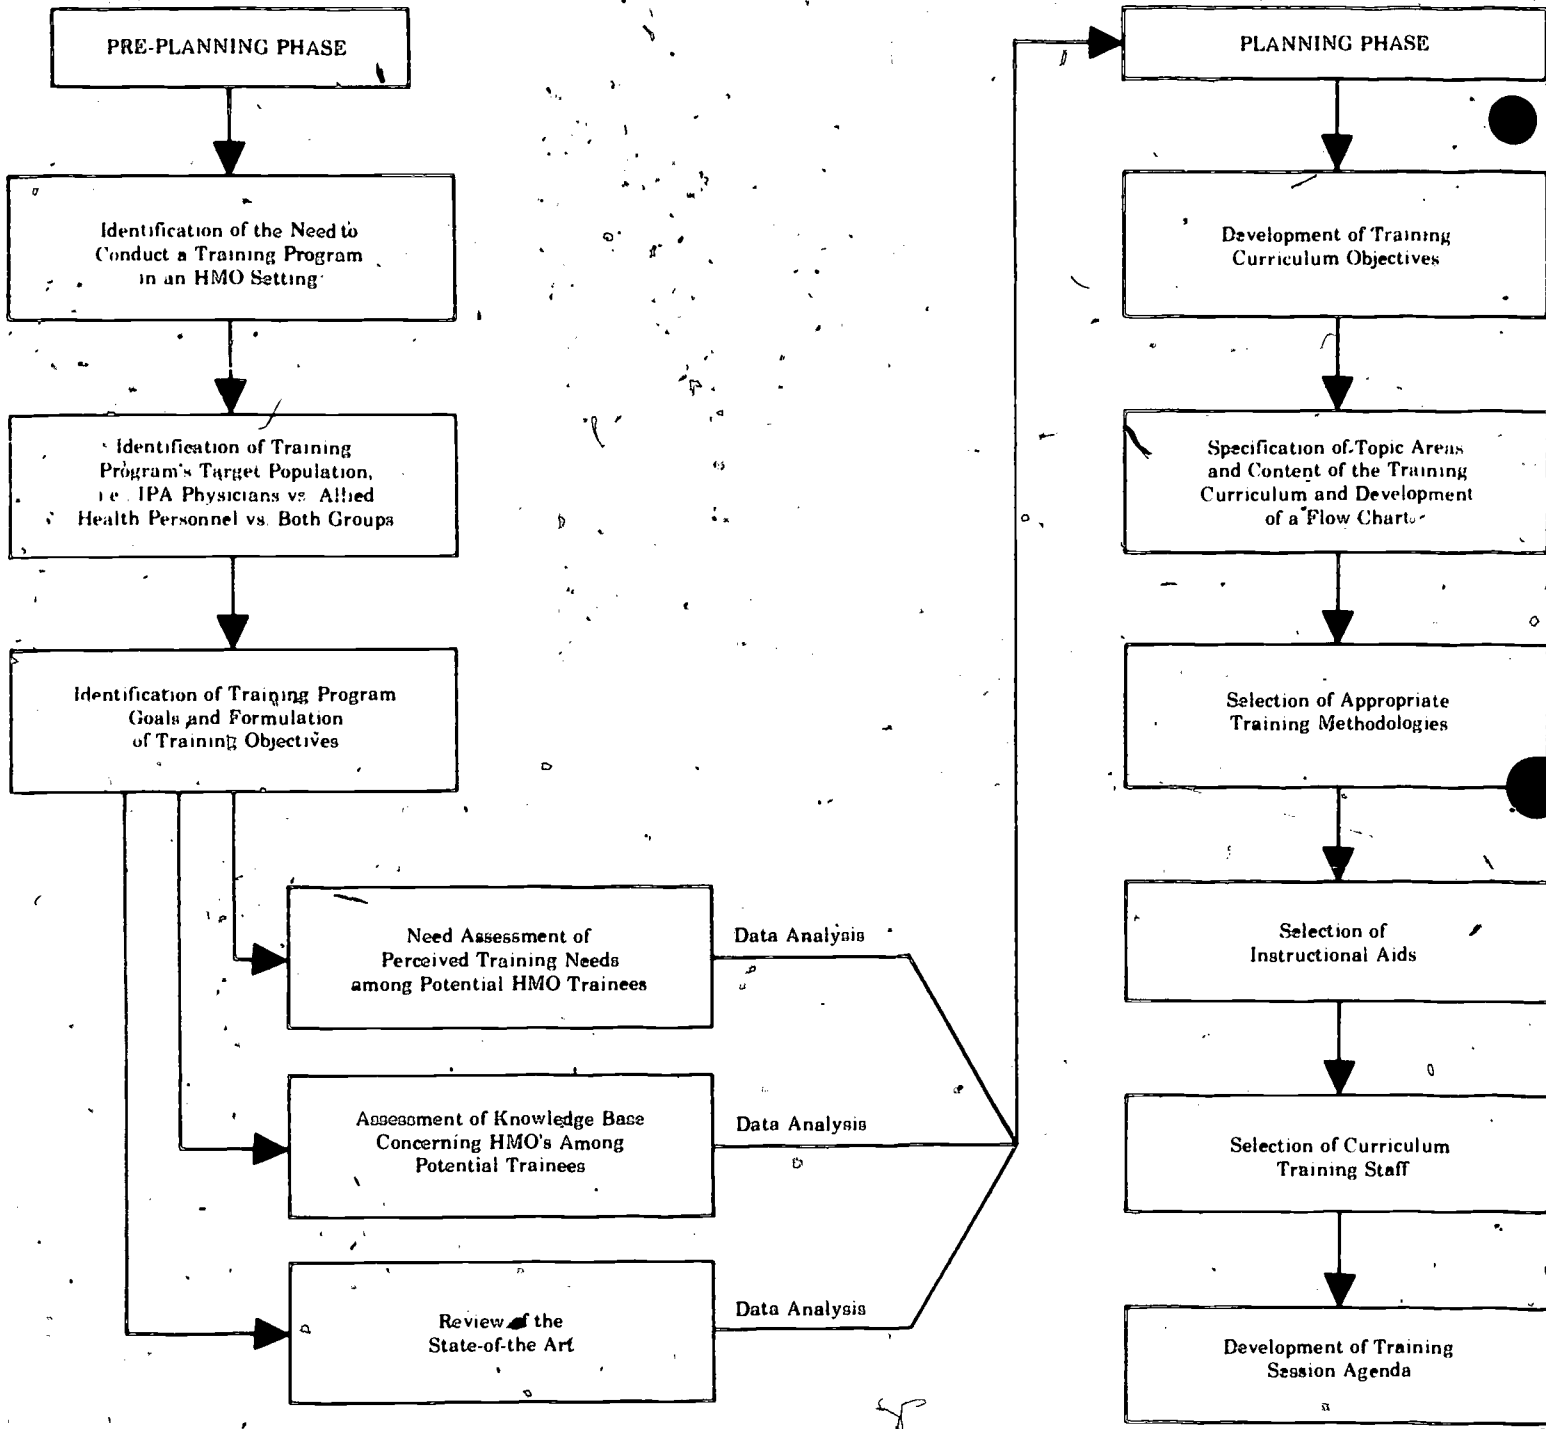 PRE-PLANNING PHASE
Identification of the Need to
Conduct a Training Program
in an HMO Setting
Identification of Training
Program's Target Population,
i.e. IPA Physicians vs. Allied
Health Personnel vs. Both Groups
Identification of Training Program
Goals and Formulation
of Training Objectives
Need Assessment of
Perceived Training Needs
among Potential HMO Trainees
Data Analysis
Assessment of Knowledge Base
Concerning HMO's Among
Potential Trainees
Data Analysis
Review of the
State-of-the Art
Data Analysis
PLANNING PHASE
Development of Training
Curriculum Objectives
Specification of Topic Areas
and Content of the Training
Curriculum and Development
of a Flow Chart
Selection of Appropriate
Training Methodologies
Selection of
Instructional Aids
Selection of Curriculum
Training Staff
Development of Training
Session Agenda